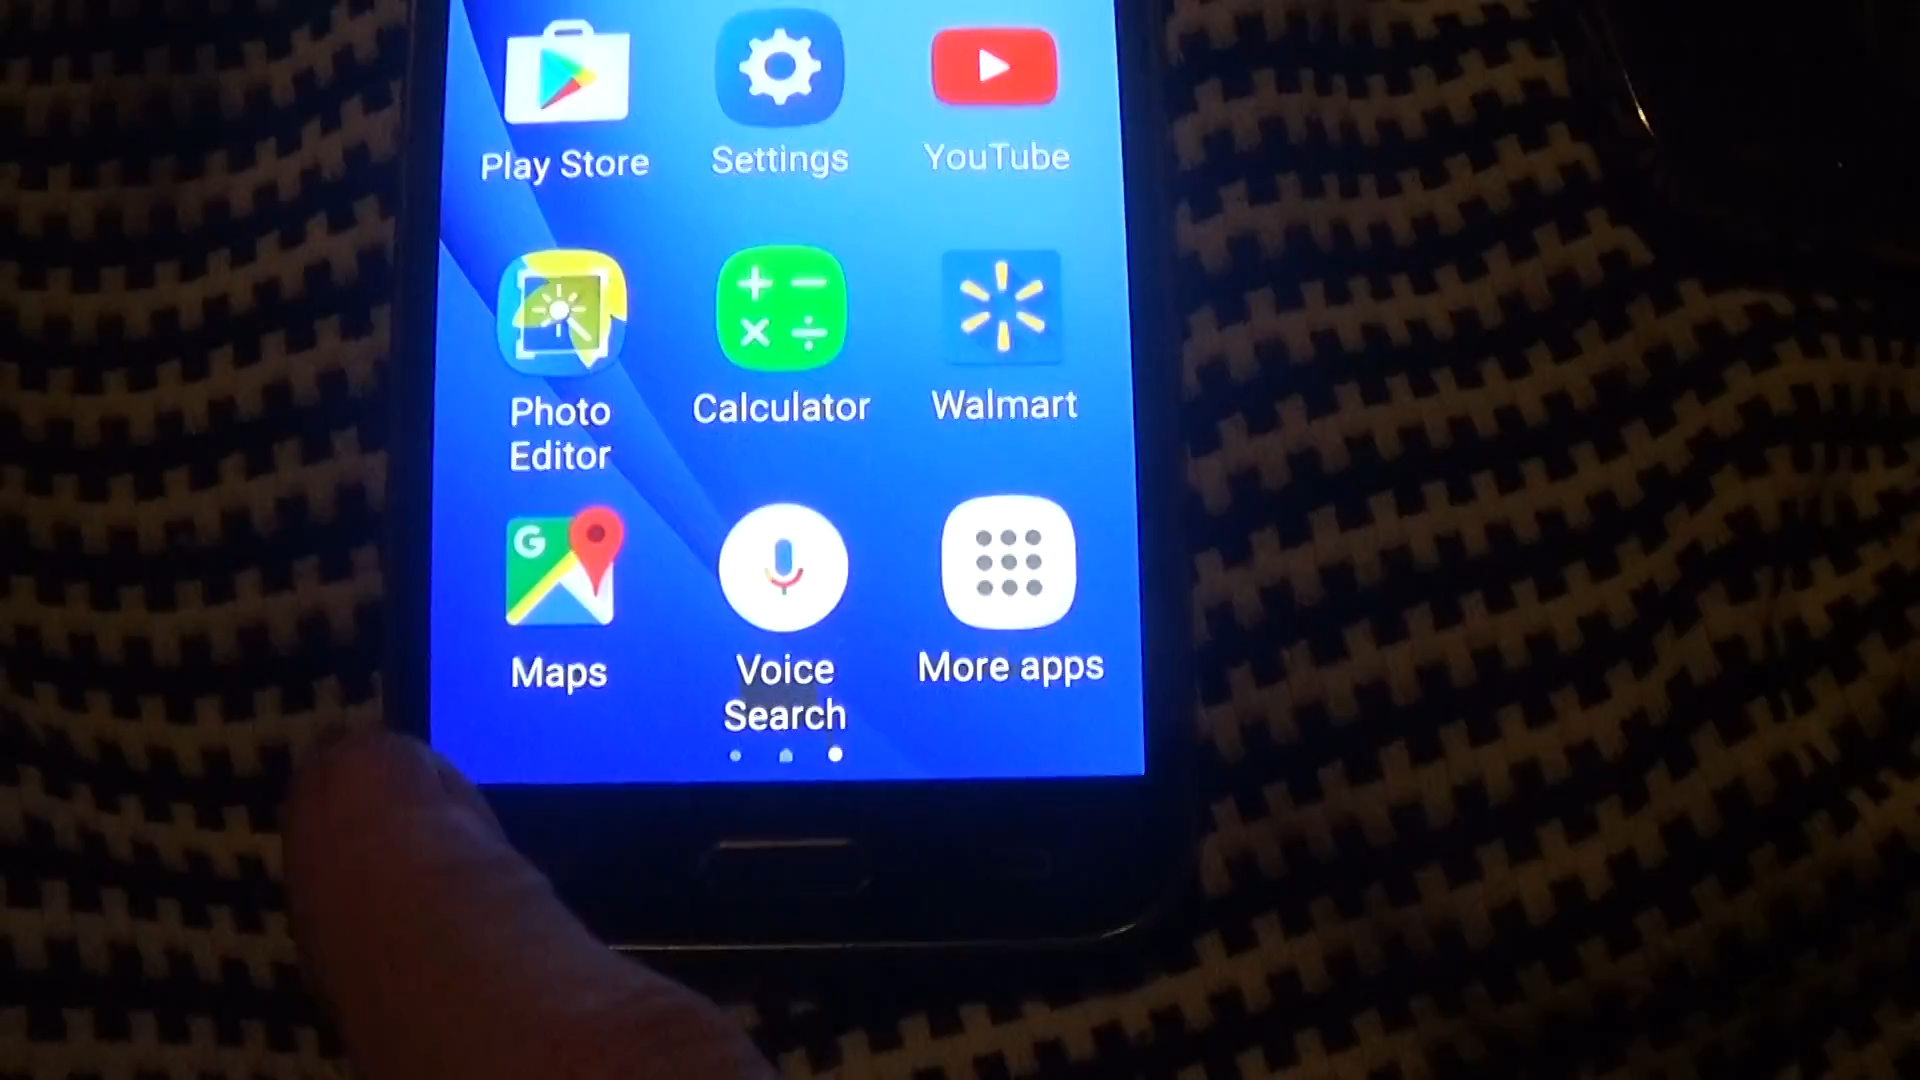 Play Store
Settings
YouTube
Photo
Editor
Calculator
Walmart
G
Maps
Voice
Search
More apps